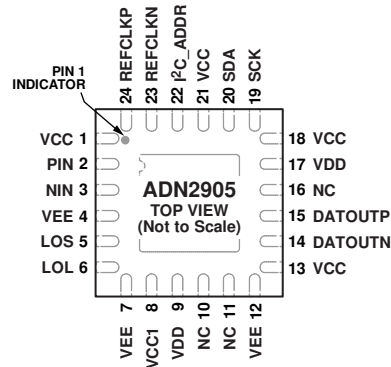 PIN 1
INDICATOR
24 REFCLKP
23 REFCLKN
22 I²C_ADDR
21 VCC
20 SDA
19 SCK
VCC 1
PIN 2
NIN 3
VEE 4
LOS 5
LOL 6
ADN2905
TOP VIEW
(Not to Scale)
18 VCC
17 VDD
16 NC
15 DATOUTP
14 DATOUTN
13 VCC
VEE 7
VCC1 8
VDD 9
NC 10
NC 11
VEE 12